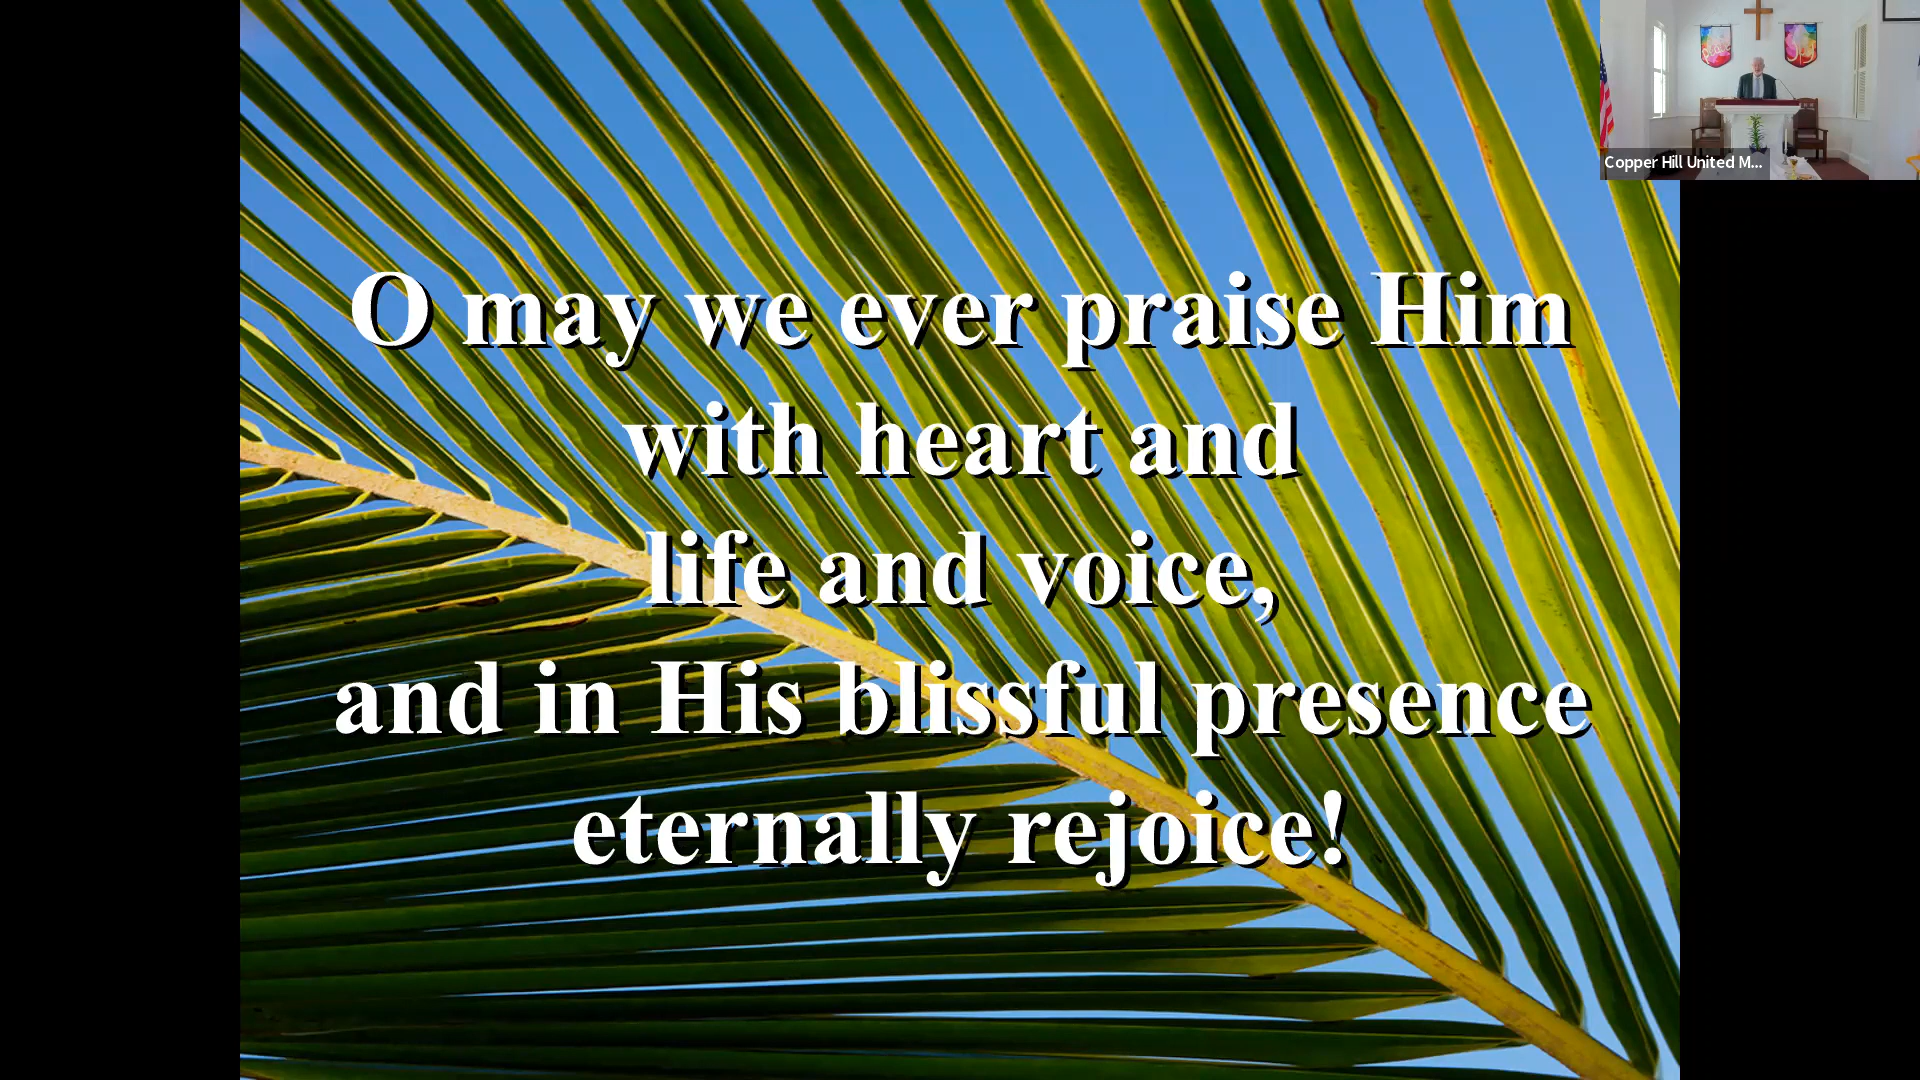 O may we ever praise Him
with heart and
life and voice,
and in His blissful presence
eternally rejoice!
Copper Hill United M...